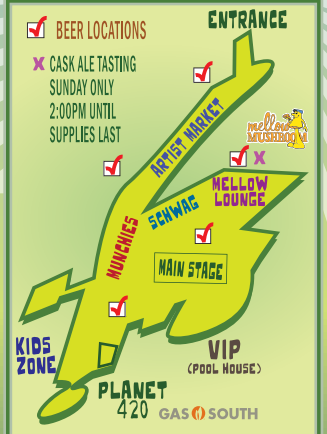 ENTRANCE
BEER LOCATIONS
X CASK ALE TASTING
SUNDAY ONLY
2:00PM UNTIL
SUPPLIES LAST
ARTIST MARKET
mellow
MUSHROOM
X
MELLOW
LOUNGE
SCHWAG
MUNCHIES
MAIN STAGE
KIDS
ZONE
VIP
(POOL HOUSE)
PLANET
420
GAS SOUTH